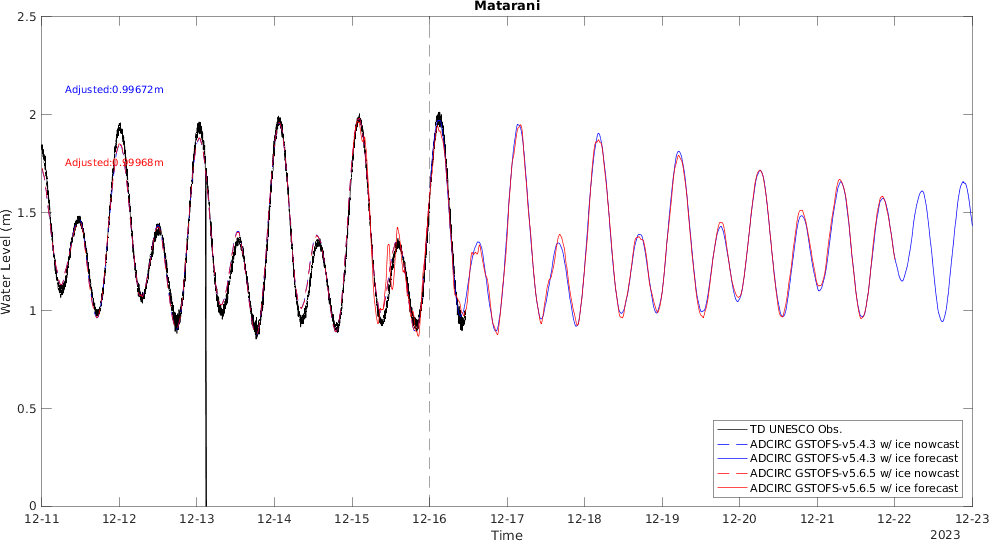 Matarani
Water Level (m)
2.5
2
1.5
1
0.5
0
Adjusted:0.99672m
Adjusted:0.99968m
TD UNESCO Obs.
ADCIRC GSTOFS-v5.4.3 w/ ice nowcast
ADCIRC GSTOFS-v5.4.3 w/ ice forecast
ADCIRC GSTOFS-v5.6.5 w/ ice nowcast
ADCIRC GSTOFS-v5.6.5 w/ ice forecast
12-11 12-12 12-13 12-14 12-15 12-16 12-17 12-18 12-19 12-20 12-21 12-22 12-23
Time
2023